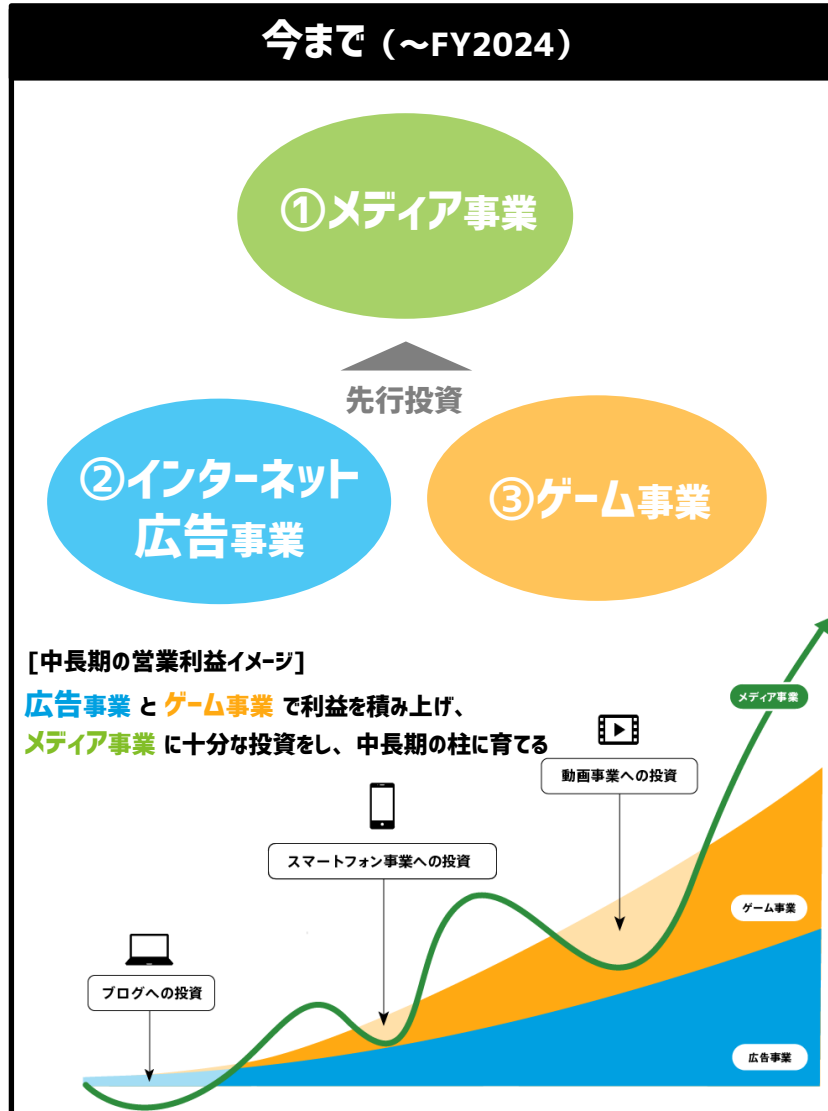 今まで（～FY2024）
①メディア事業
先行投資
②インターネット
広告事業
③ゲーム事業
[中長期の営業利益イメージ]
広告事業 と ゲーム事業 で利益を積み上げ、
メディア事業 に十分な投資をし、中長期の柱に育てる
メディア事業
動画事業への投資
スマートフォン事業への投資
ゲーム事業
ブログへの投資
広告事業